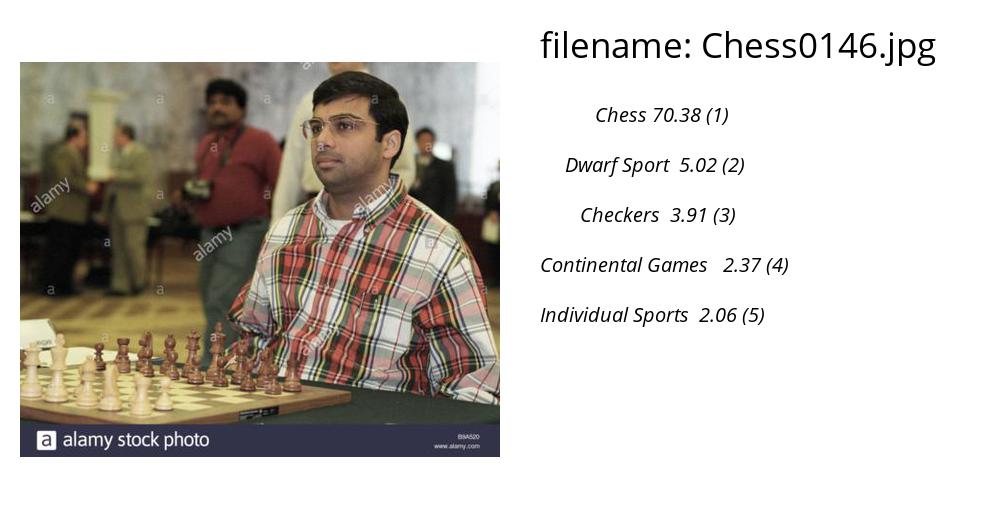 filename: Chess0146.jpg
Chess 70.38 (1)
Dwarf Sport 5.02 (2)
Checkers 3.91 (3)
Continental Games 2.37 (4)
Individual Sports 2.06 (5)
alamy
alamy
alamy
a alamy stock photo
B9A520
www.alamy.com